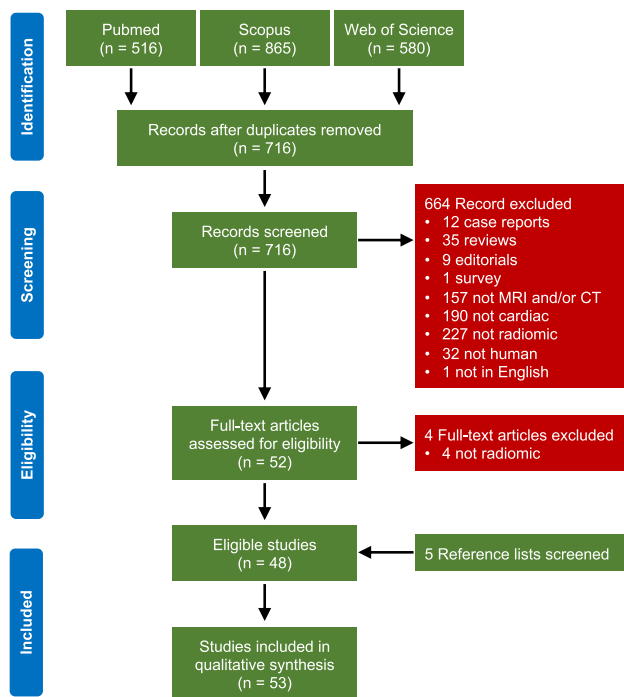 Identification
Pubmed
(n = 516)
Scopus
(n = 865)
Web of Science
(n = 580)
Records after duplicates removed
(n = 716)
Screening
Records screened
(n = 716)
664 Record excluded
• 12 case reports
• 35 reviews
• 9 editorials
• 1 survey
• 157 not MRI and/or CT
• 190 not cardiac
• 227 not radiomic
• 32 not human
• 1 not in English
Eligibility
Full-text articles
assessed for eligibility
(n = 52)
4 Full-text articles excluded
• 4 not radiomic
Included
Eligible studies
(n = 48)
5 Reference lists screened
Studies included in
qualitative synthesis
(n = 53)